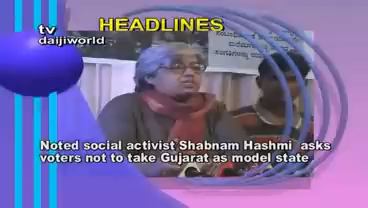 tv
daijiworld
HEADLINES
Noted social activist Shabnam Hashmi asks
voters not to take Gujarat as model state